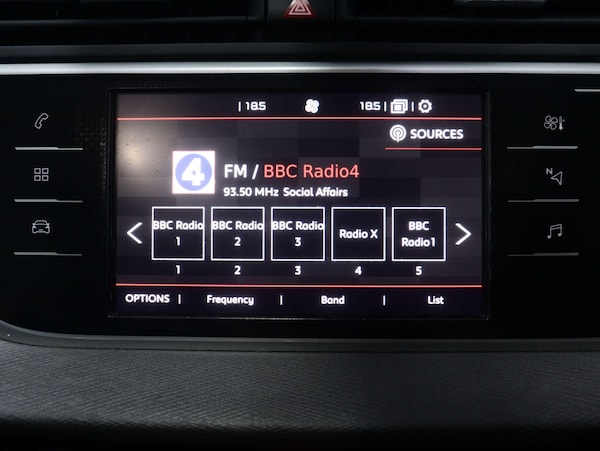 | 18.5 18.5 |
SOURCES
4 FM / BBC Radio4
93.50 MHz Social Affairs
BBC Radio 1
BBC Radio 2
BBC Radio 3
Radio X
BBC Radio1
1 2 3 4 5
OPTIONS | Frequency | Band | List
N